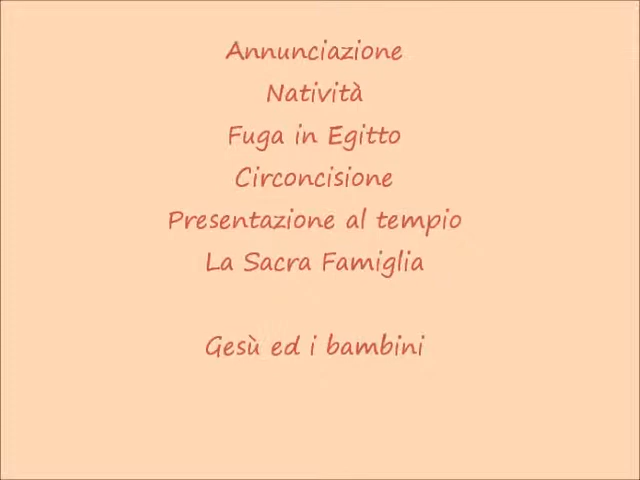 Annunciazione
Natività
Fuga in Egitto
Circoncisione
Presentazione al tempio
La Sacra Famiglia
Gesù ed i bambini